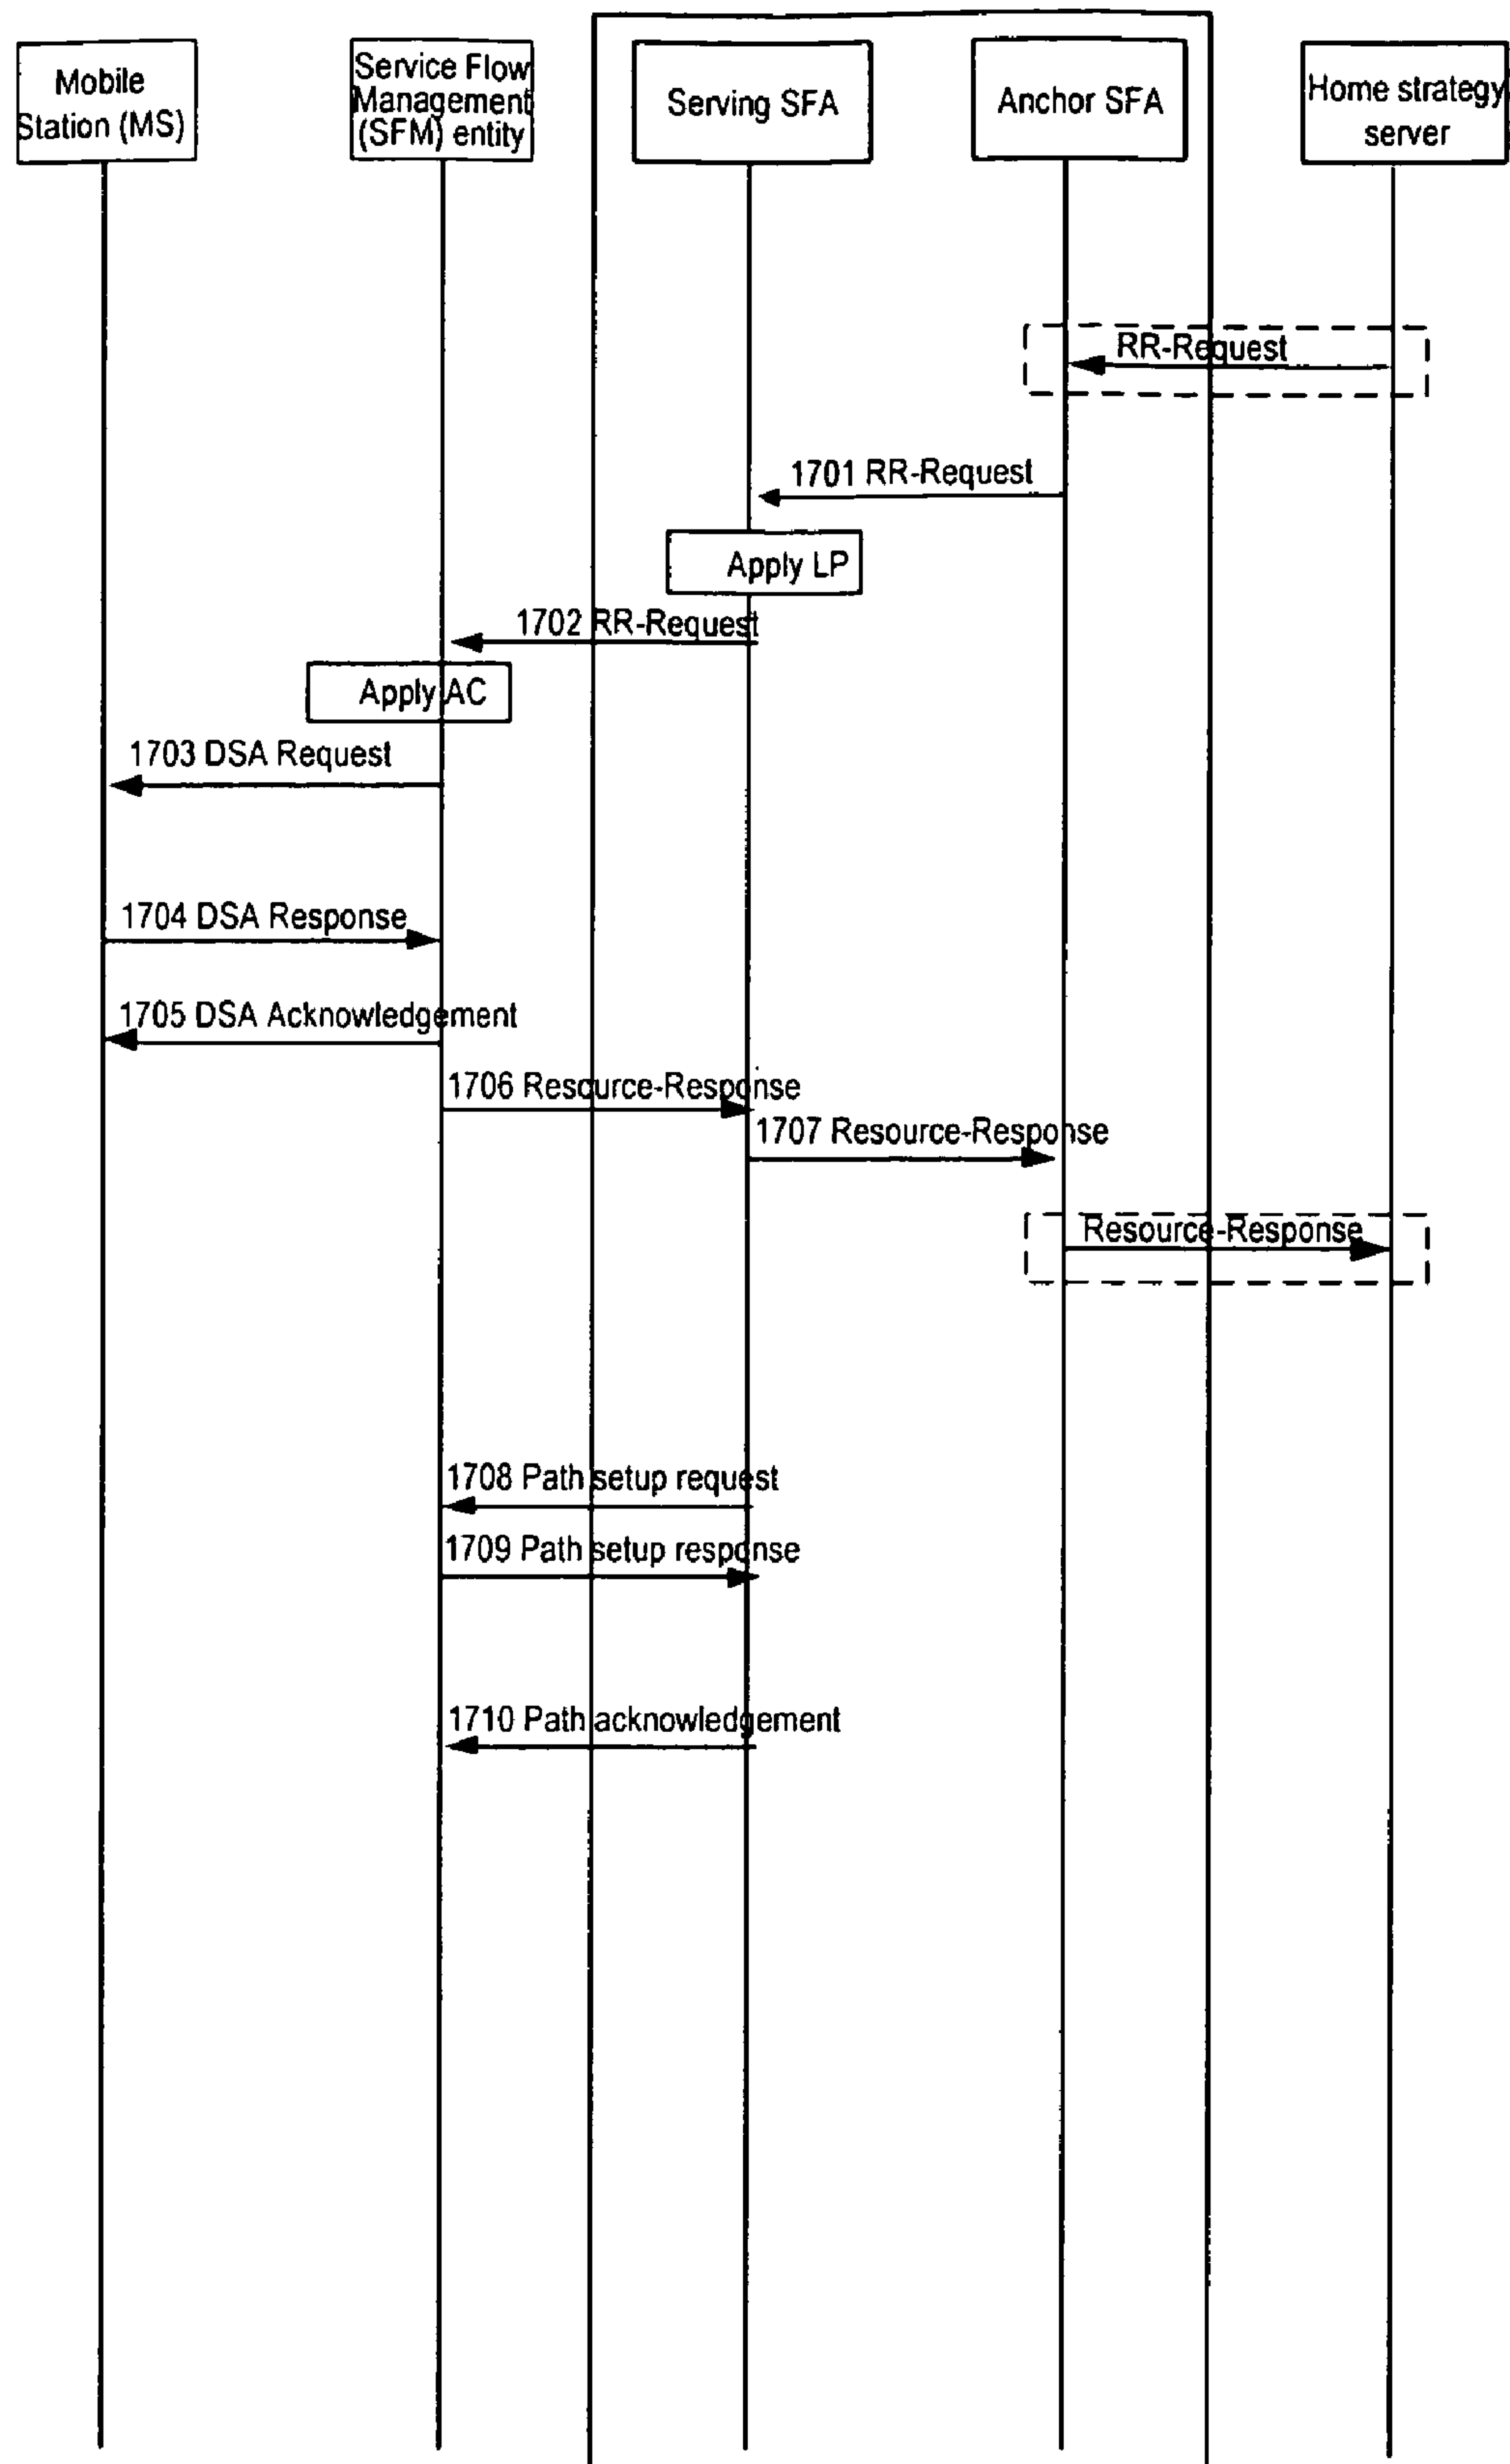 Mobile
Station (MS)
Service Flow
Management
(SFM) entity
Serving SFA
Anchor SFA
Home strategy
server
RR-Request
1701 RR-Request
Apply LP
1702 RR-Request
Apply AC
1703 DSA Request
1704 DSA Response
1705 DSA Acknowledgement
1706 Resource-Response
1707 Resource-Response
Resource-Response
1708 Path setup request
1709 Path setup response
1710 Path acknowledgement